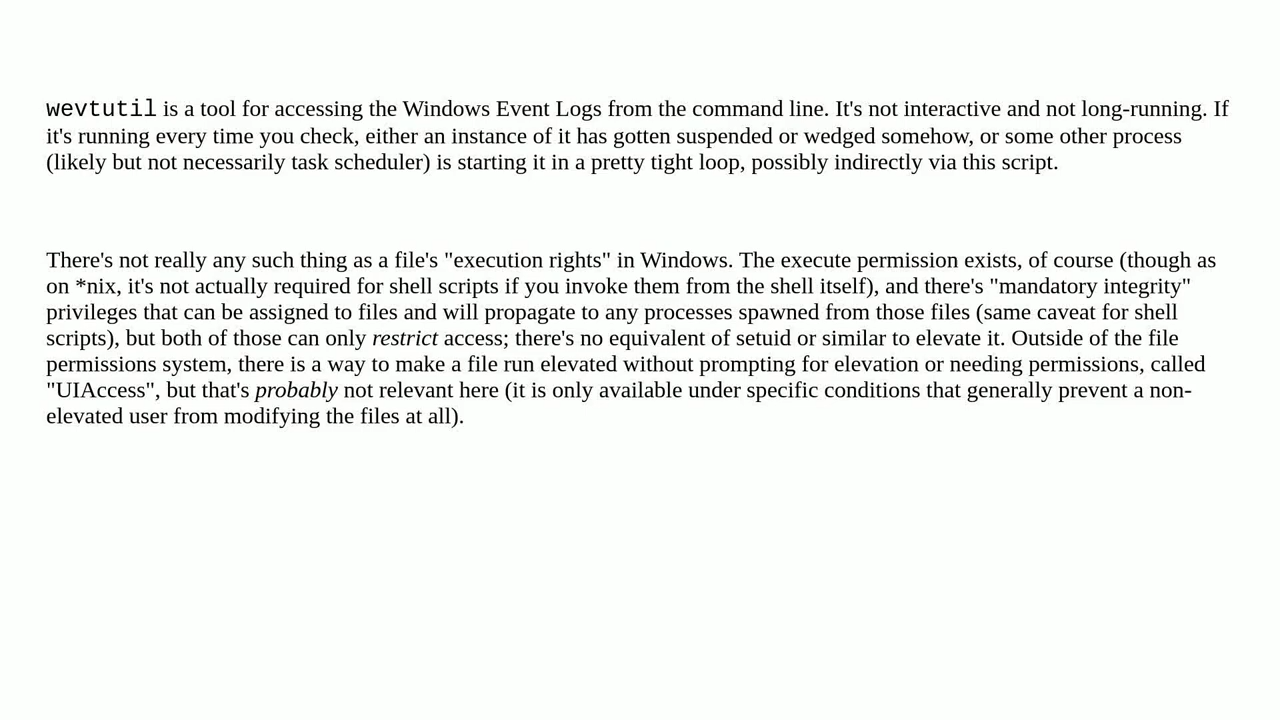 wevtutil is a tool for accessing the Windows Event Logs from the command line. It's not interactive and not long-running. If
it's running every time you check, either an instance of it has gotten suspended or wedged somehow, or some other process
(likely but not necessarily task scheduler) is starting it in a pretty tight loop, possibly indirectly via this script.
There's not really any such thing as a file's "execution rights" in Windows. The execute permission exists, of course (though as
on *nix, it's not actually required for shell scripts if you invoke them from the shell itself), and there's "mandatory integrity"
privileges that can be assigned to files and will propagate to any processes spawned from those files (same caveat for shell
scripts), but both of those can only restrict access; there's no equivalent of setuid or similar to elevate it. Outside of the file
permissions system, there is a way to make a file run elevated without prompting for elevation or needing permissions, called
"UIAccess", but that's probably not relevant here (it is only available under specific conditions that generally prevent a non-
elevated user from modifying the files at all).